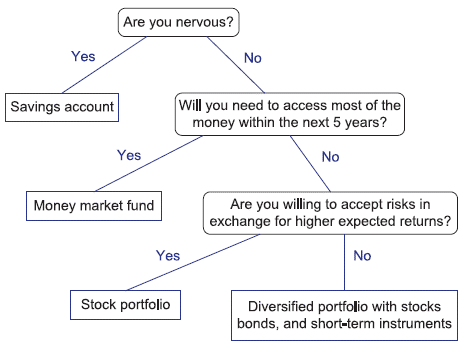 Are you nervous?
Yes
No
Savings account
Will you need to access most of the
money within the next 5 years?
Yes
No
Money market fund
Are you willing to accept risks in
exchange for higher expected returns?
Yes
No
Stock portfolio
Diversified portfolio with stocks
bonds, and short-term instruments